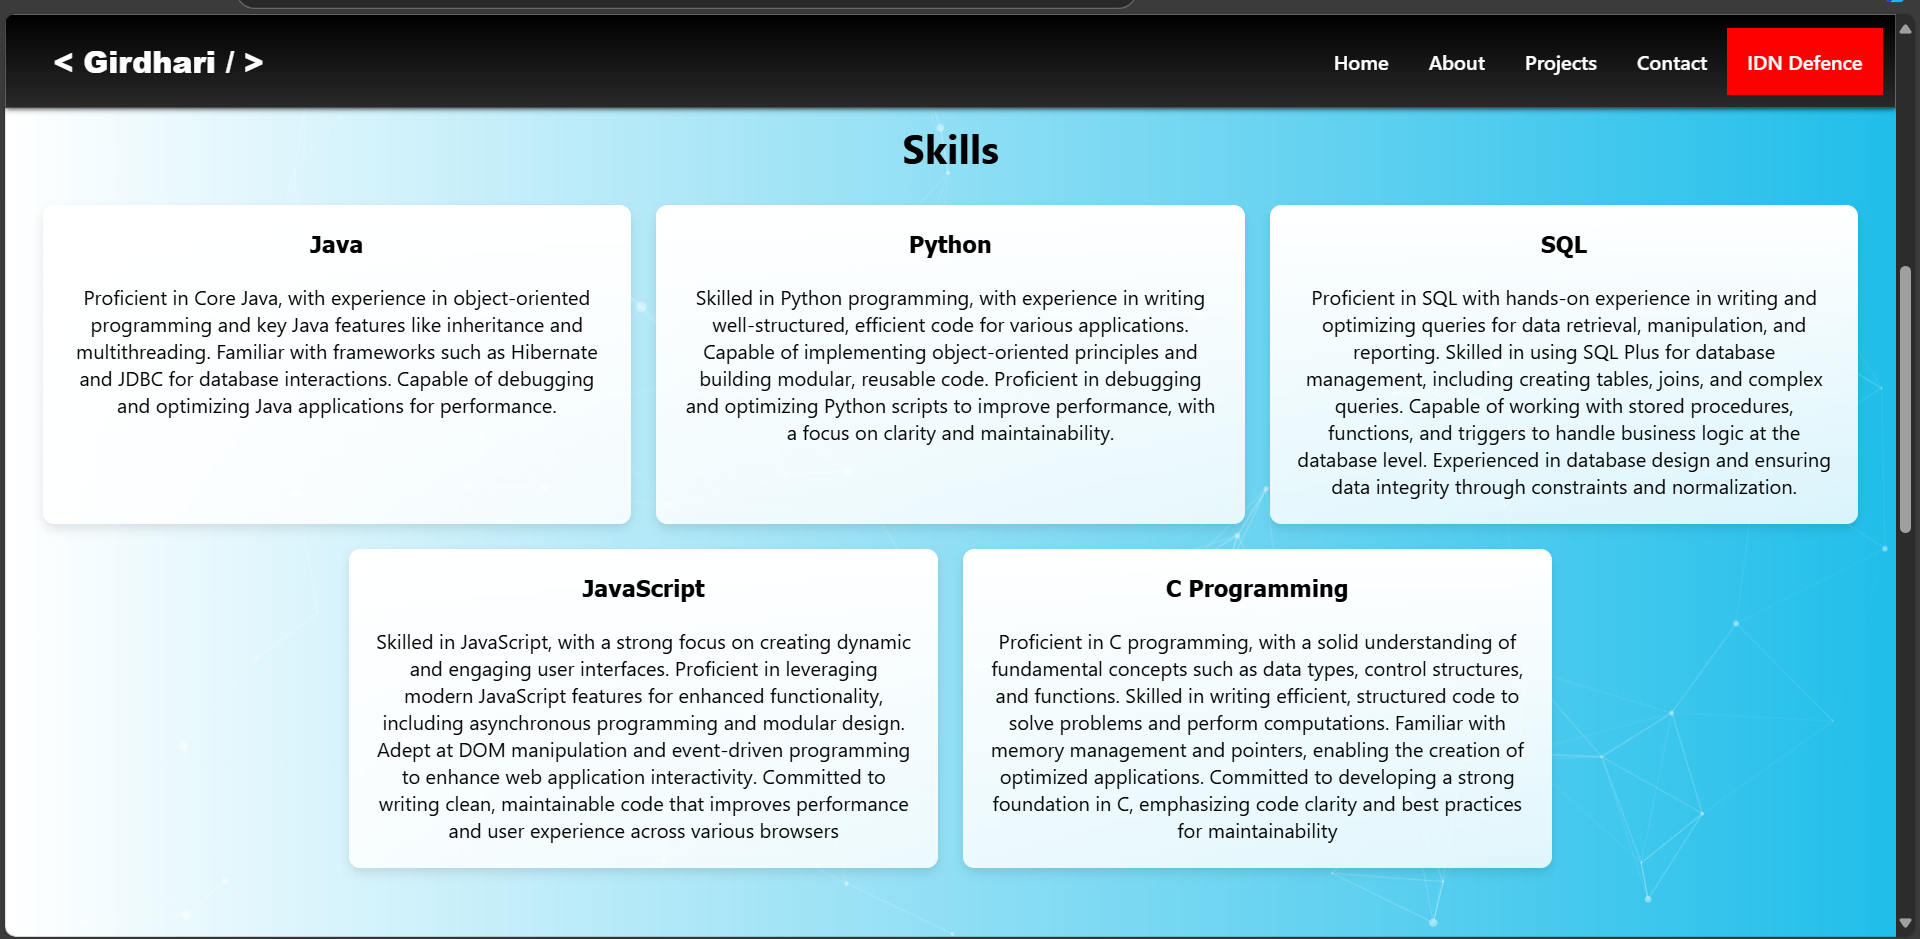 < Girdhari / >
Home About Projects Contact IDN Defence
Skills
Java
Proficient in Core Java, with experience in object-oriented
programming and key Java features like inheritance and
multithreading. Familiar with frameworks such as Hibernate
and JDBC for database interactions. Capable of debugging
and optimizing Java applications for performance.
Python
Skilled in Python programming, with experience in writing
well-structured, efficient code for various applications.
Capable of implementing object-oriented principles and
building modular, reusable code. Proficient in debugging
and optimizing Python scripts to improve performance, with
a focus on clarity and maintainability.
SQL
Proficient in SQL with hands-on experience in writing and
optimizing queries for data retrieval, manipulation, and
reporting. Skilled in using SQL Plus for database
management, including creating tables, joins, and complex
queries. Capable of working with stored procedures,
functions, and triggers to handle business logic at the
database level. Experienced in database design and ensuring
data integrity through constraints and normalization.
JavaScript
Skilled in JavaScript, with a strong focus on creating dynamic
and engaging user interfaces. Proficient in leveraging
modern JavaScript features for enhanced functionality,
including asynchronous programming and modular design.
Adept at DOM manipulation and event-driven programming
to enhance web application interactivity. Committed to
writing clean, maintainable code that improves performance
and user experience across various browsers
C Programming
Proficient in C programming, with a solid understanding of
fundamental concepts such as data types, control structures,
and functions. Skilled in writing efficient, structured code to
solve problems and perform computations. Familiar with
memory management and pointers, enabling the creation of
optimized applications. Committed to developing a strong
foundation in C, emphasizing code clarity and best practices
for maintainability